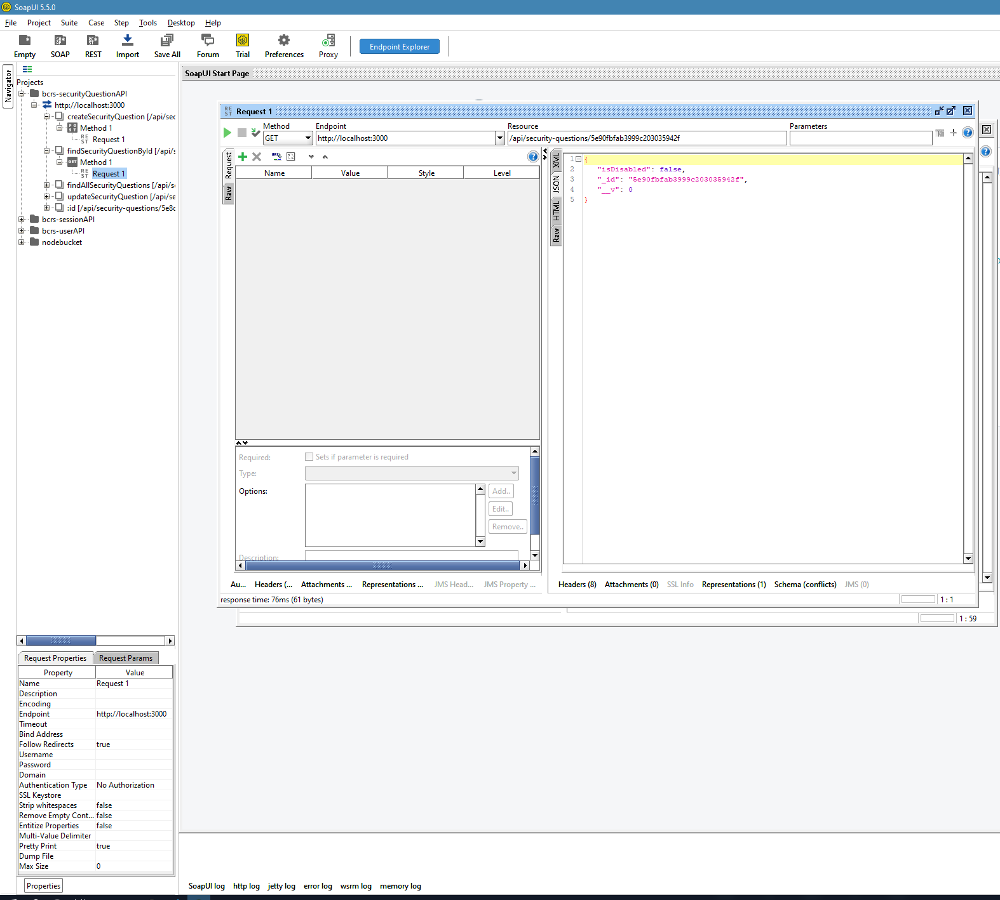 SoapUI 5.5.0
File Project Suite Case Step Tools Desktop Help
Empty SOAP REST Import Save All Forum Trial Preferences Proxy Endpoint Explorer
Navigator
Projects
bcrs-securityQuestionAPI
http://localhost:3000
createSecurityQuestion [/api/sec
Method 1
Request 1
findSecurityQuestionById [/api/s
GET Method 1
Request 1
findAllSecurityQuestions [/api/s
updateSecurityQuestion [/api/se
:id [/api/security-questions/5e8c
bcrs-sessionAPI
bcrs-userAPI
nodebucket
SoapUI Start Page
Request 1
Method Endpoint Resource Parameters
GET http://localhost:3000 /api/security-questions/5e90fbfab3999c203035942f
Request
Raw
Name Value Style Level
XML
JSON
HTML
Raw
1 {
2 "isDisabled": false,
3 "_id": "5e90fbfab3999c203035942f",
4 "__v": 0
5 }
Required: Sets if parameter is required
Type:
Options:
Add..
Edit..
Remove..
Description:
Au... Headers (... Attachments ... Representations ... JMS Head... JMS Property ...
Headers (8) Attachments (0) SSL Info Representations (1) Schema (conflicts) JMS (0)
response time: 76ms (61 bytes)
1 : 1
1 : 59
Request Properties Request Params
Property Value
Name Request 1
Description
Encoding
Endpoint http://localhost:3000
Timeout
Bind Address
Follow Redirects true
Username
Password
Domain
Authentication Type No Authorization
SSL Keystore
Strip whitespaces false
Remove Empty Cont... false
Entitize Properties false
Multi-Value Delimiter
Pretty Print true
Dump File
Max Size 0
Properties
SoapUI log http log jetty log error log wsrm log memory log